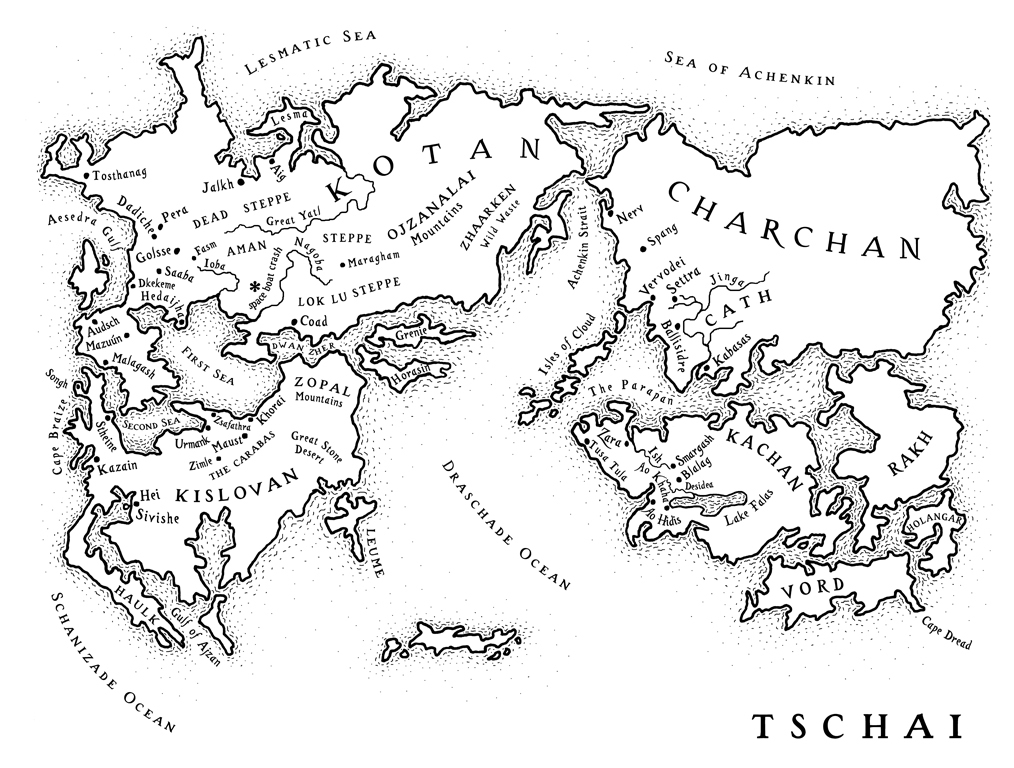 Lesmatic Sea
Sea of Achenkin
Lesma
KOTAN
CHARCHAN
Tosthanag
Jalkh
Aig
Aesedra Gulf
Dadiche
Pera
DEAD STEPPE
Great Yatl
OJZANALAI
Mountains
ZHAARKEN
Wild Waste
Achenkin Strait
Nerv
Spang
Golsse
Fasm
Ioba
AMAN
STEPPE
Nagoba
Maragham
Saaba
Dkekeme
Hedaijha
space boat crash
LOK LU STEPPE
Vervodei
Settra
Jinga
CATH
Ballisidre
Kabasas
Coad
DWAN ZHER
Grenie
Horasin
Audsch
Mazuún
Malagash
First Sea
Isles of Cloud
The Parapan
ZOPAL
Mountains
Songh
Cape Braize
Stheine
Second Sea
Zsafathra
Khorai
Urmank
Maust
Zimle
THE CARABAS
Great Stone
Desert
Kazain
KISLOVAN
Hei
Sivishe
LEUME
Draschade Ocean
Zara
Tusa Tula
Ish
Ao Khaha
Smargash
Blalag
Desidea
Ao Hidis
Lake Falas
KACHAN
RAKH
HOLANGAR
VORD
Cape Dread
HAULK
Gulf of Afzan
Schanizade Ocean
TSCHAI